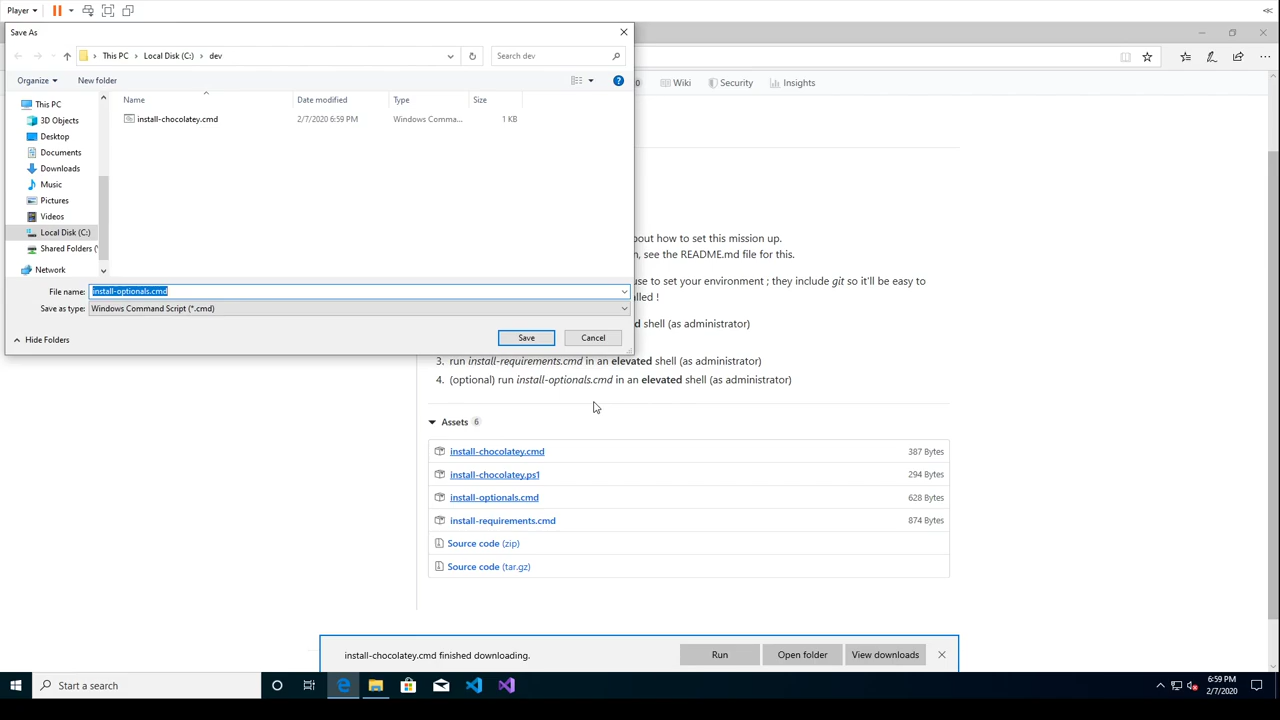 Player
Save As
This PC > Local Disk (C:) > dev
Search dev
Organize
New folder
This PC
3D Objects
Desktop
Documents
Downloads
Music
Pictures
Videos
Local Disk (C:)
Shared Folders (
Network
Name
Date modified
Type
Size
install-chocolatey.cmd
2/7/2020 6:59 PM
Windows Comma...
1 KB
File name: install-optionals.cmd
Save as type: Windows Command Script (*.cmd)
Hide Folders
Save
Cancel
0
Wiki
Security
Insights
bout how to set this mission up.
, see the README.md file for this.
use to set your environment ; they include git so it'll be easy to
lled !
d shell (as administrator)
3. run install-requirements.cmd in an elevated shell (as administrator)
4. (optional) run install-optionals.cmd in an elevated shell (as administrator)
Assets 6
install-chocolatey.cmd 387 Bytes
install-chocolatey.ps1 294 Bytes
install-optionals.cmd 628 Bytes
install-requirements.cmd 874 Bytes
Source code (zip)
Source code (tar.gz)
install-chocolatey.cmd finished downloading.
Run
Open folder
View downloads
Start a search
6:59 PM
2/7/2020